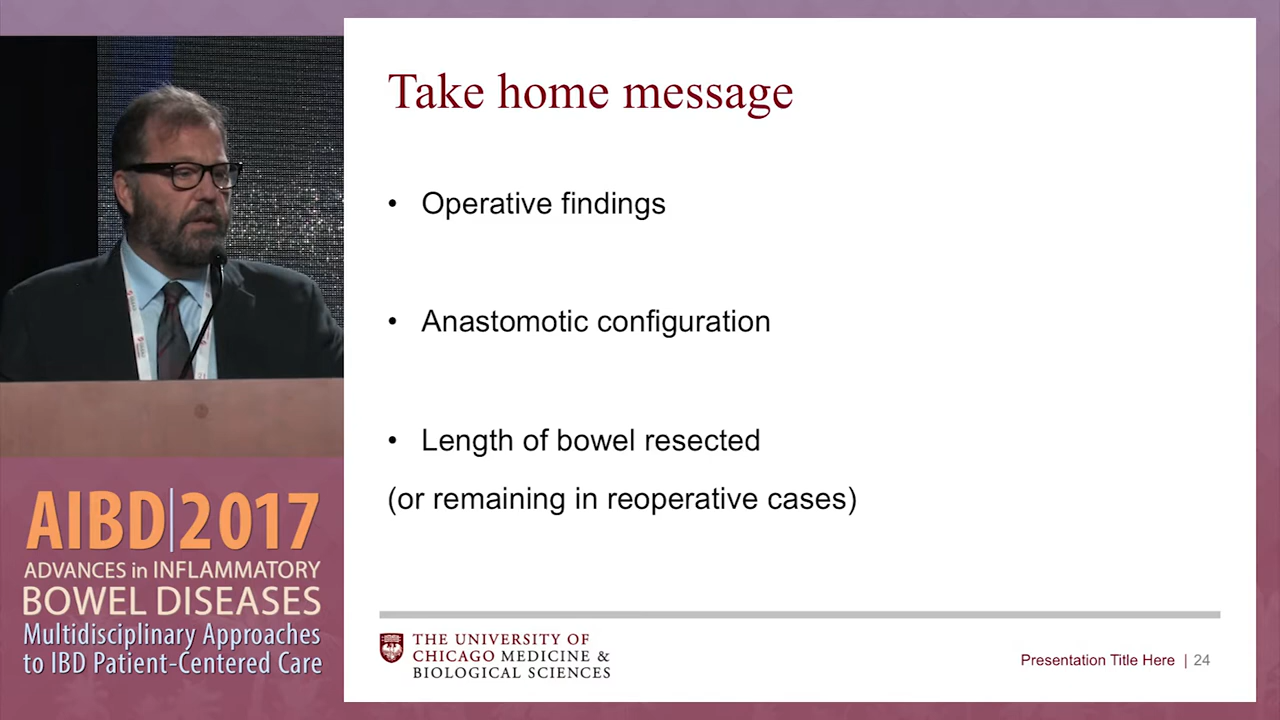 Take home message
• Operative findings
• Anastomotic configuration
• Length of bowel resected
(or remaining in reoperative cases)
AIBD|2017
ADVANCES in INFLAMMATORY
BOWEL DISEASES
Multidisciplinary Approaches
to IBD Patient-Centered Care
THE UNIVERSITY OF
CHICAGO MEDICINE &
BIOLOGICAL SCIENCES
Presentation Title Here | 24